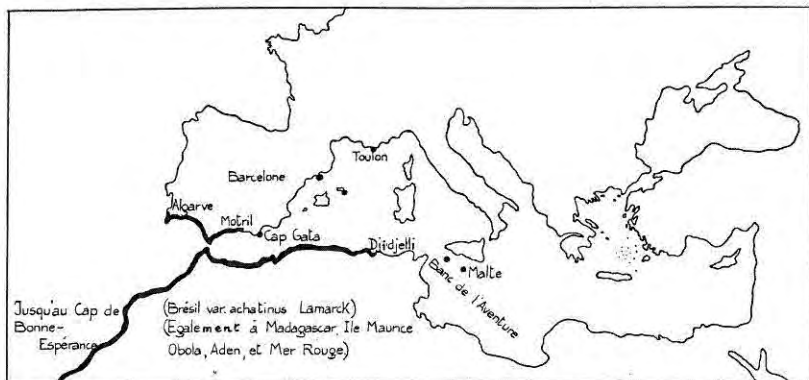 Toulon
Barcelone
Algarve
Motril
Cap Gata
Djidjelli
Banc de l'Aventure
Malte
Jusqu'au Cap de
Bonne-
Espérance
(Brésil var. achatinus Lamarck)
(Egalement à Madagascar, Ile Maurice
Obola, Aden, et Mer Rouge)